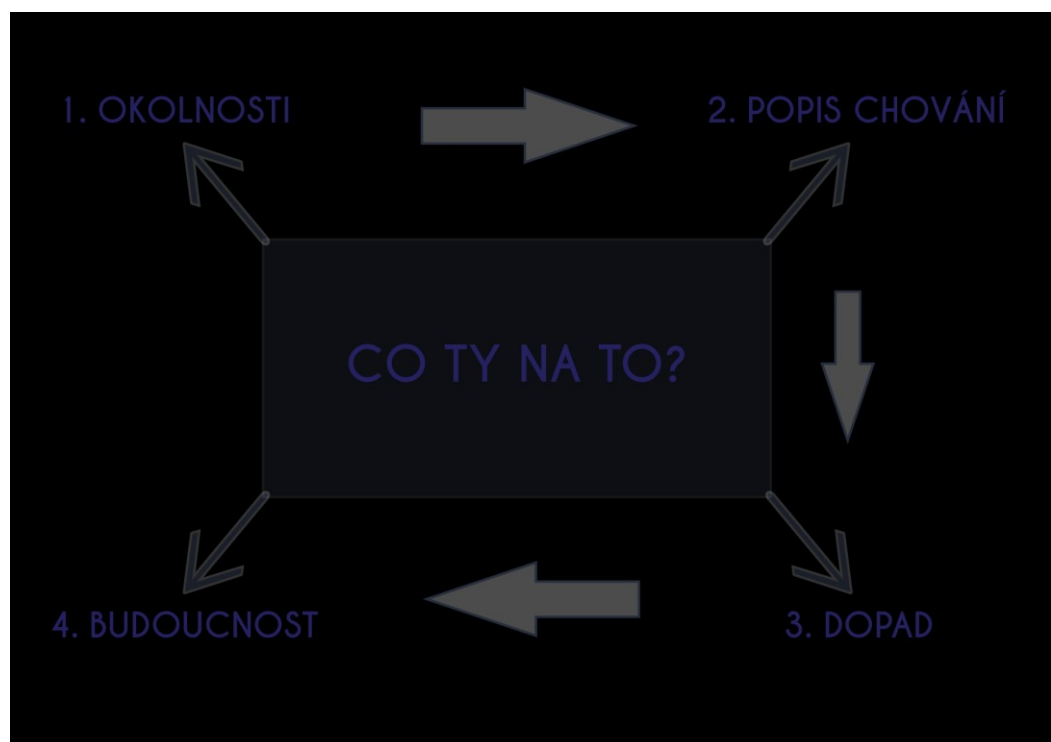 1. OKOLNOSTI
2. POPIS CHOVÁNÍ
CO TY NA TO?
4. BUDOUCNOST
3. DOPAD